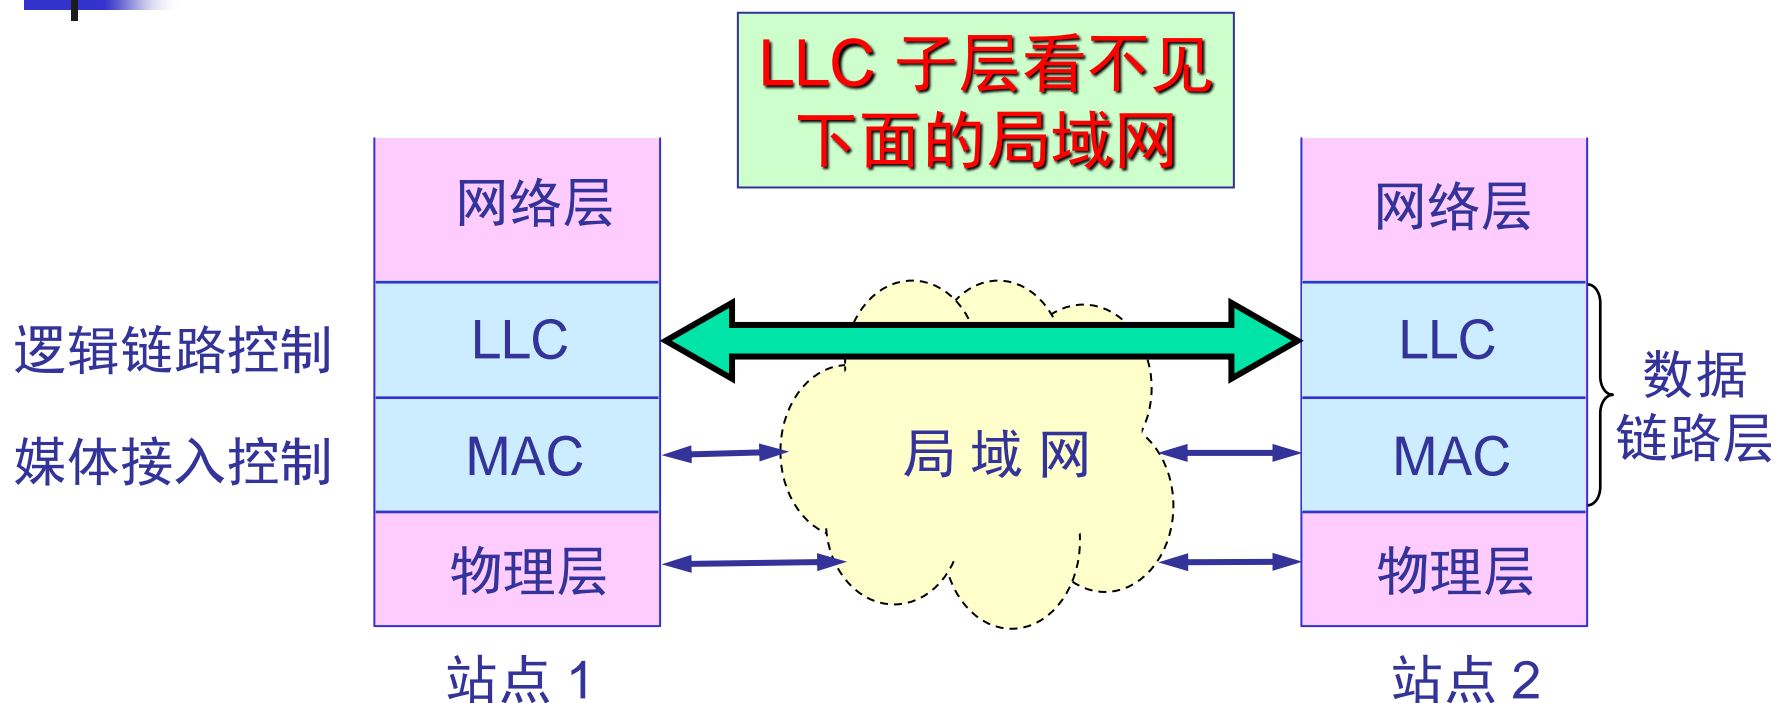 LLC 子层看不见
下面的局域网
网络层
网络层
逻辑链路控制
LLC
LLC
数据
链路层
媒体接入控制
MAC
局 域 网
MAC
物理层
物理层
站点 1
站点 2